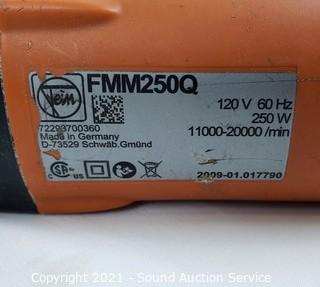 Fein
FMM250Q
120 V 60 Hz
250 W
72293700360
11000-20000 /min
Made in Germany
D-73529 Schwäb.Gmünd
C US
2009-01.017790
Copyright 2021 - Sound Auction Service